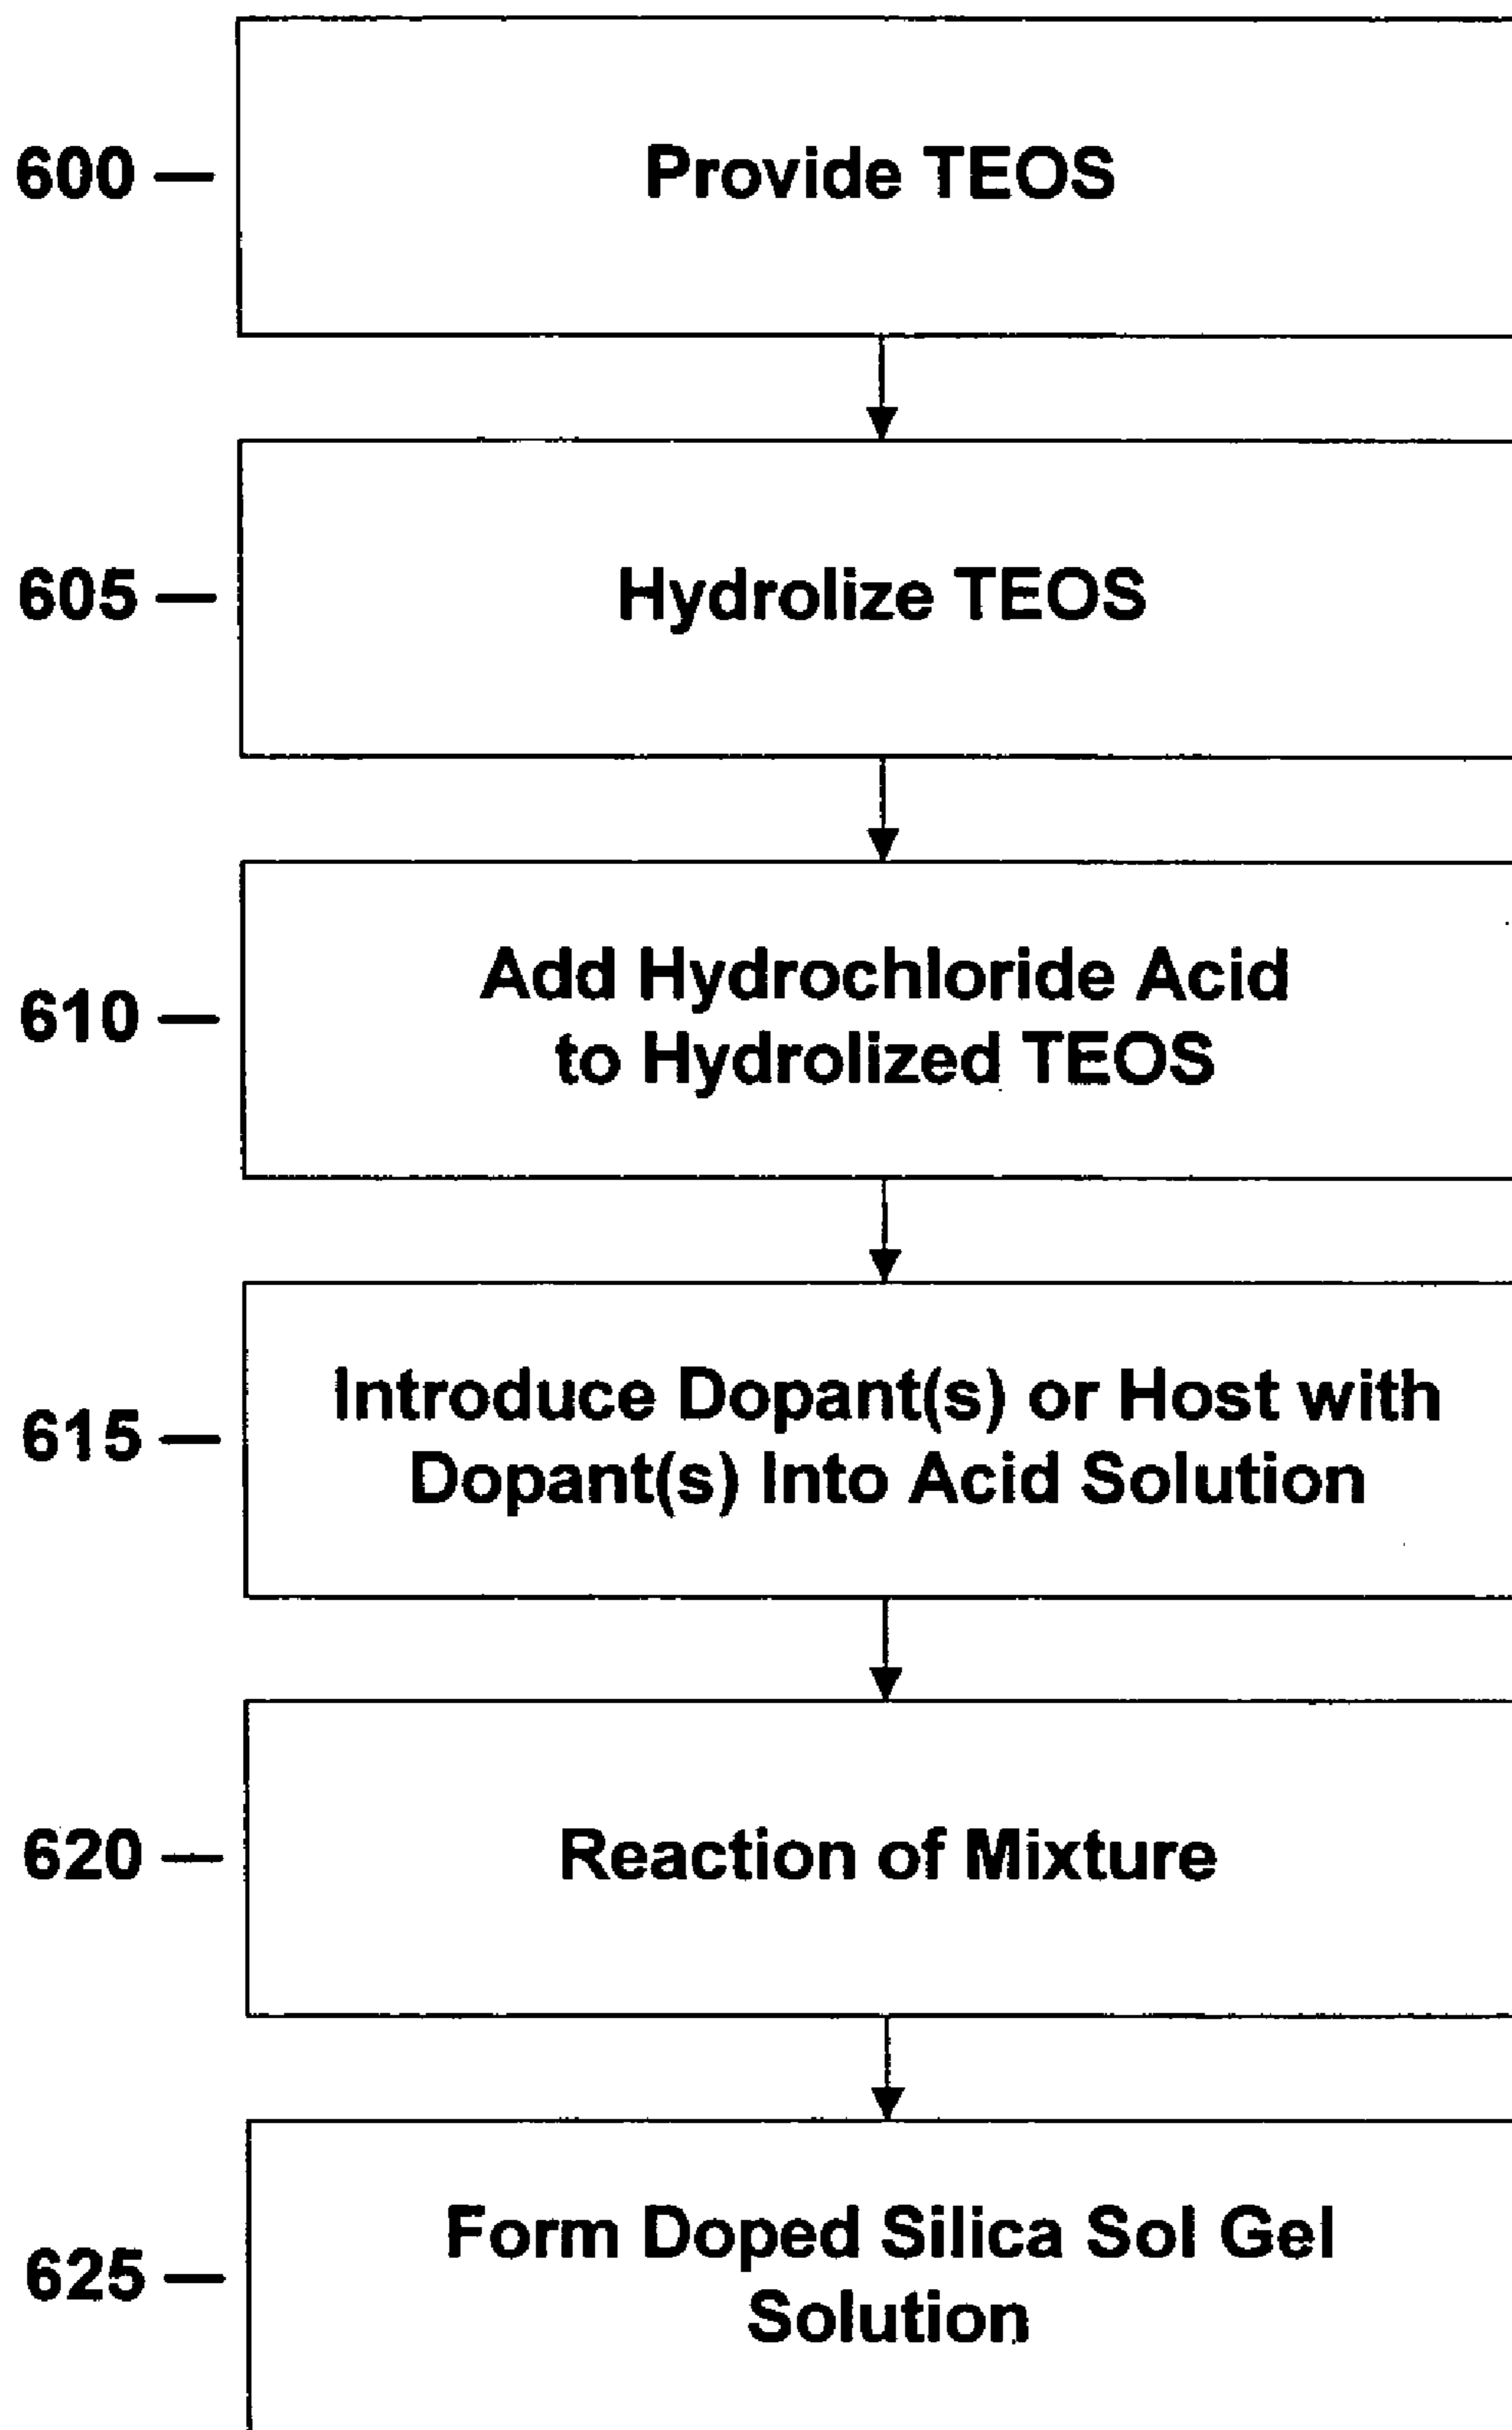 600 — Provide TEOS
605 — Hydrolize TEOS
610 — Add Hydrochloride Acid
to Hydrolized TEOS
615 — Introduce Dopant(s) or Host with
Dopant(s) Into Acid Solution
620 — Reaction of Mixture
625 — Form Doped Silica Sol Gel
Solution